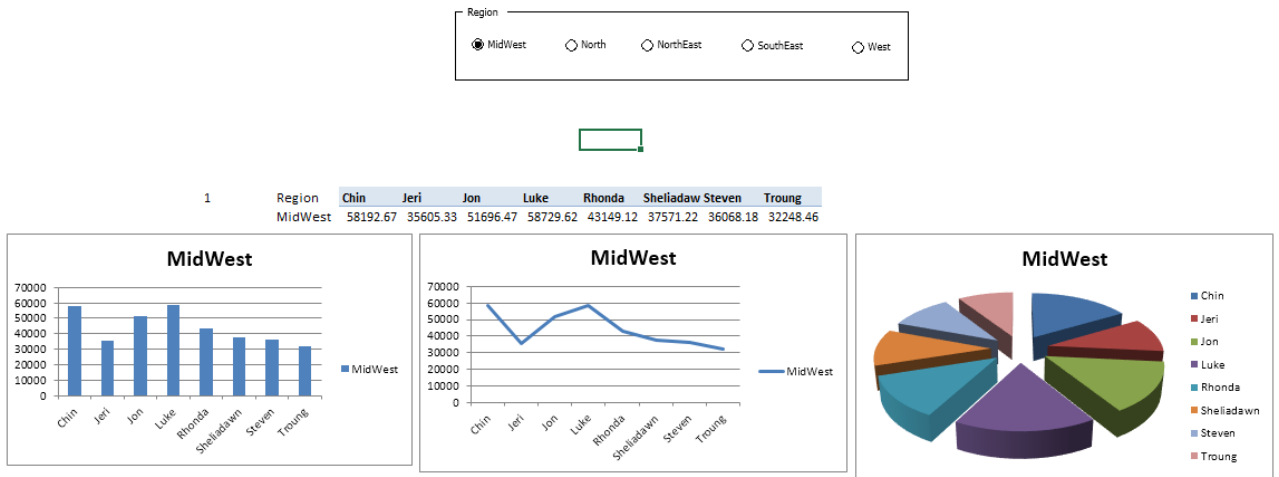 Region
MidWest North NorthEast SouthEast West
1 Region Chin Jeri Jon Luke Rhonda Sheliadaw Steven Troung
MidWest 58192.67 35605.33 51696.47 58729.62 43149.12 37571.22 36068.18 32248.46
MidWest
70000
60000
50000
40000
30000
20000
10000
0
Chin Jeri Jon Luke Rhonda Sheliadawn Steven Troung
MidWest
MidWest
70000
60000
50000
40000
30000
20000
10000
0
Chin Jeri Jon Luke Rhonda Sheliadawn Steven Troung
MidWest
MidWest
Chin
Jeri
Jon
Luke
Rhonda
Sheliadawn
Steven
Troung